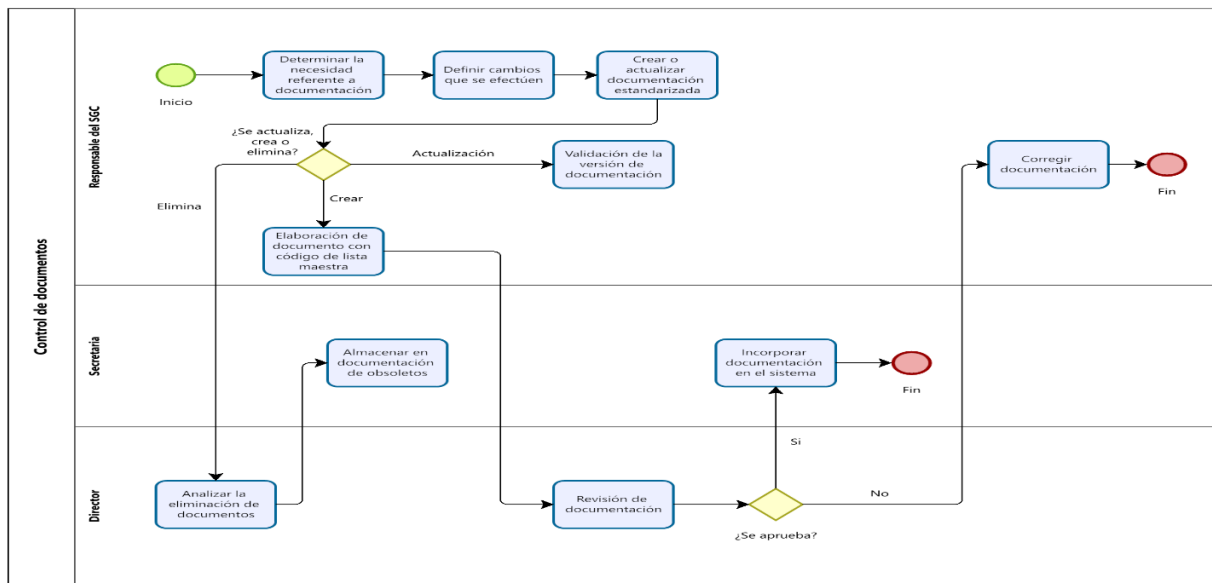 Control de documentos
Responsable del SGC
Inicio
Determinar la
necesidad
referente a
documentación
Definir cambios
que se efectúen
Crear o
actualizar
documentación
estandarizada
¿Se actualiza,
crea o
elimina?
Actualización
Validación de la
versión de
documentación
Crear
Elimina
Elaboración de
documento con
código de lista
maestra
Corregir
documentación
Fin
Secretaria
Almacenar en
documentación
de obsoletos
Incorporar
documentación
en el sistema
Fin
Director
Analizar la
eliminación de
documentos
Revisión de
documentación
¿Se aprueba?
Si
No